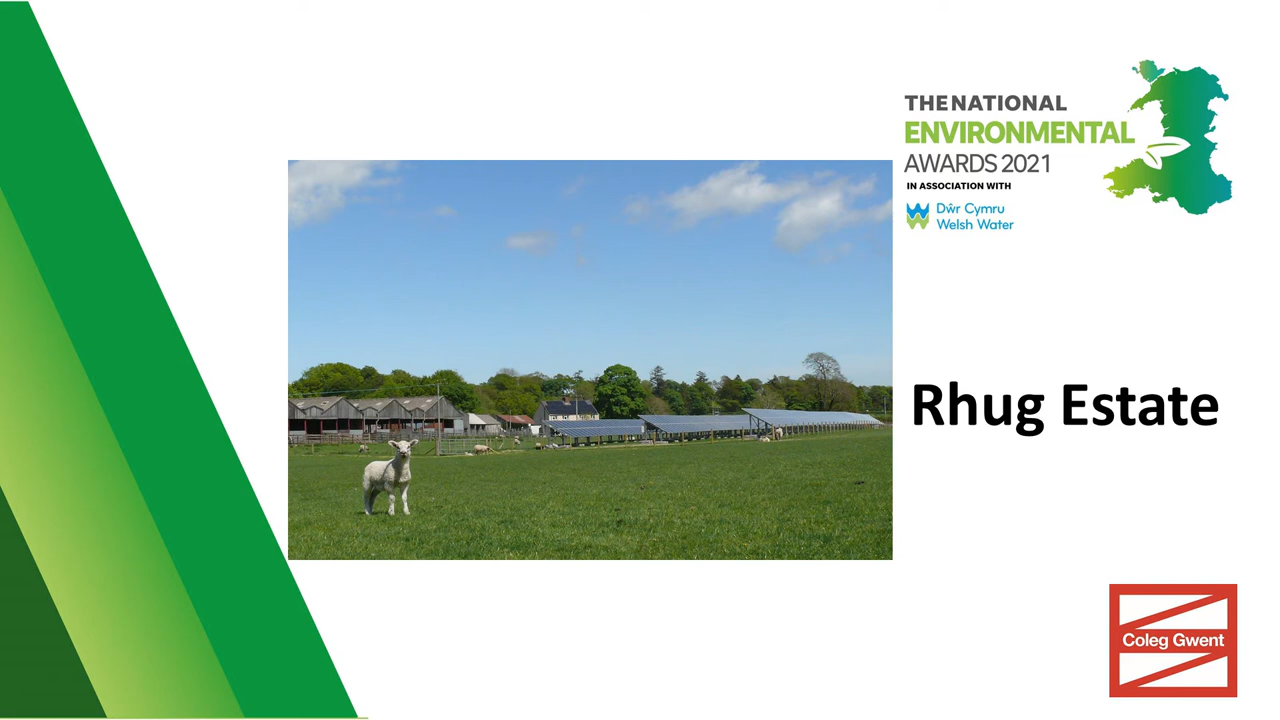 THE NATIONAL
ENVIRONMENTAL
AWARDS 2021
IN ASSOCIATION WITH
Dŵr Cymru
Welsh Water
Rhug Estate
Coleg Gwent